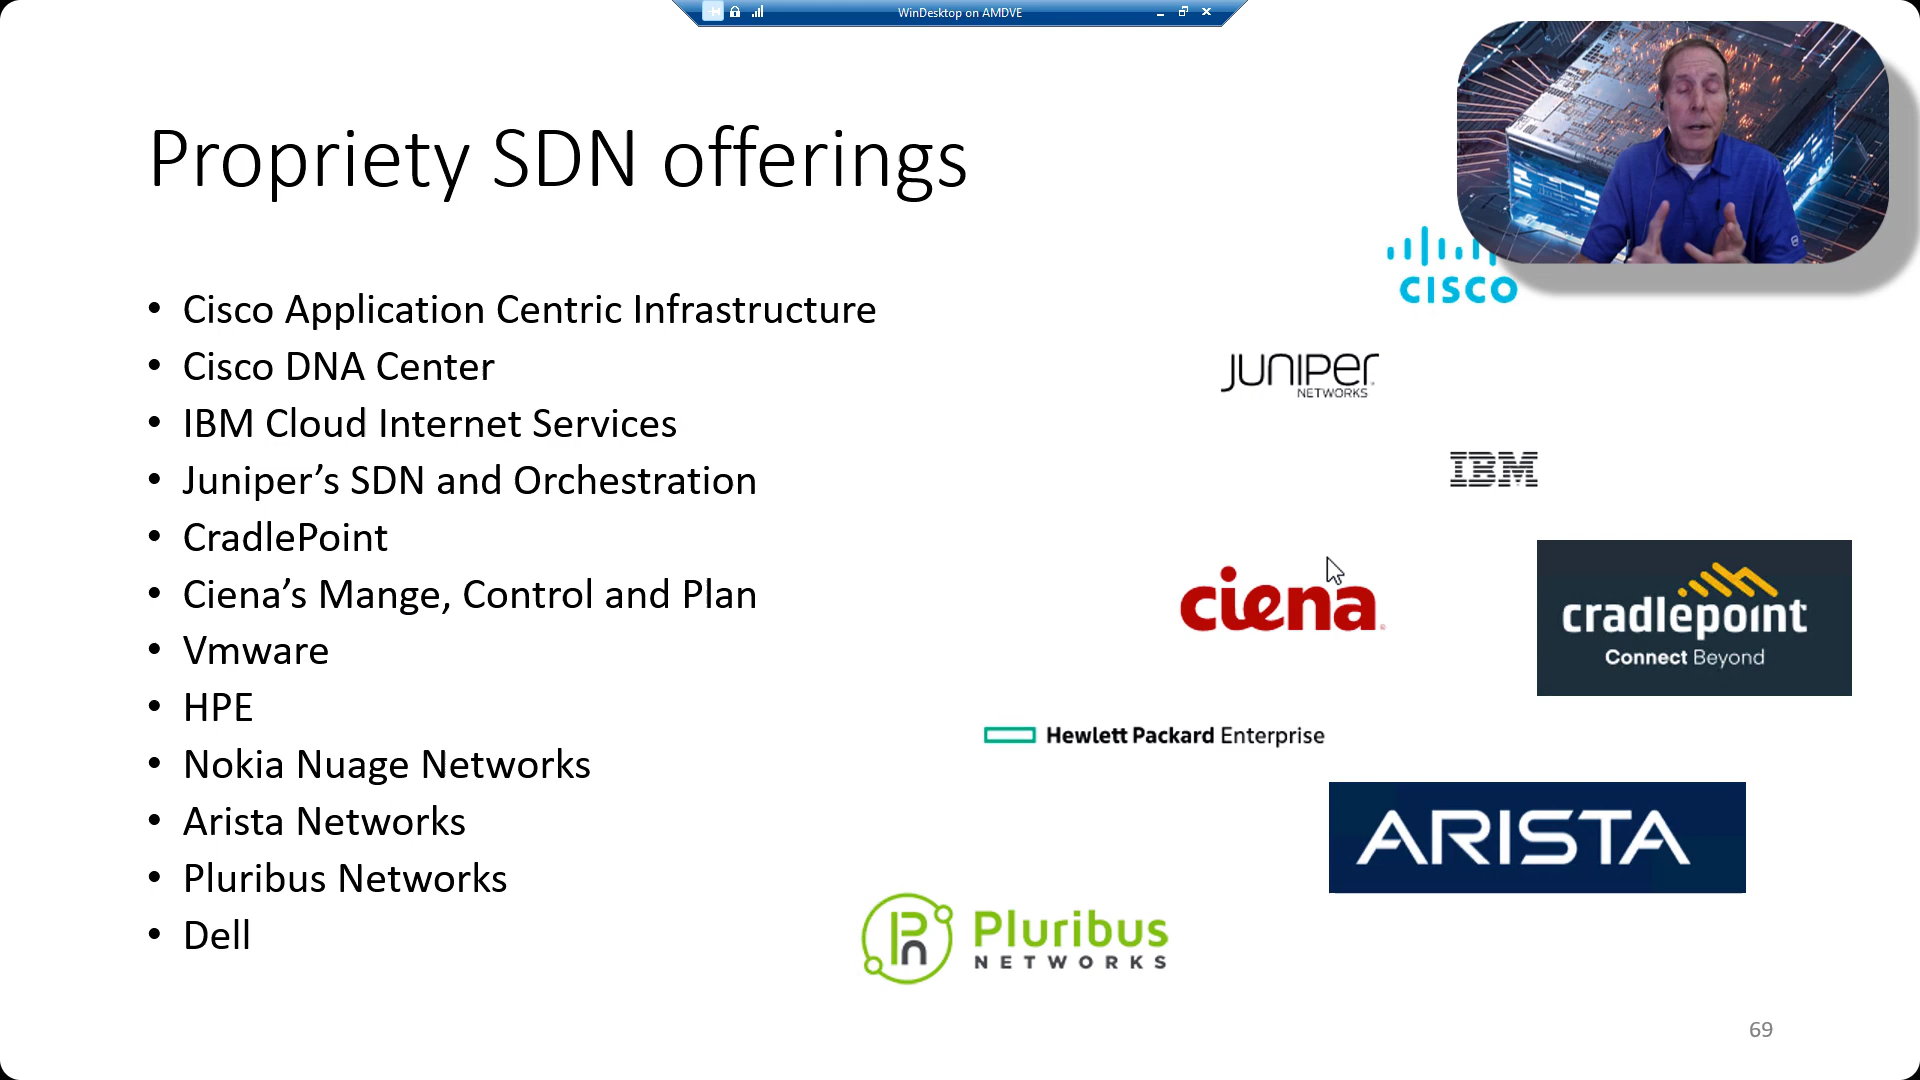 WinDesktop on AMDVE
Propriety SDN offerings
• Cisco Application Centric Infrastructure
• Cisco DNA Center
• IBM Cloud Internet Services
• Juniper’s SDN and Orchestration
• CradlePoint
• Ciena’s Mange, Control and Plan
• Vmware
• HPE
• Nokia Nuage Networks
• Arista Networks
• Pluribus Networks
• Dell
CISCO
JUNIPER
NETWORKS
IBM
ciena
cradlepoint
Connect Beyond
Hewlett Packard Enterprise
ARISTA
Pn
Pluribus
NETWORKS
69